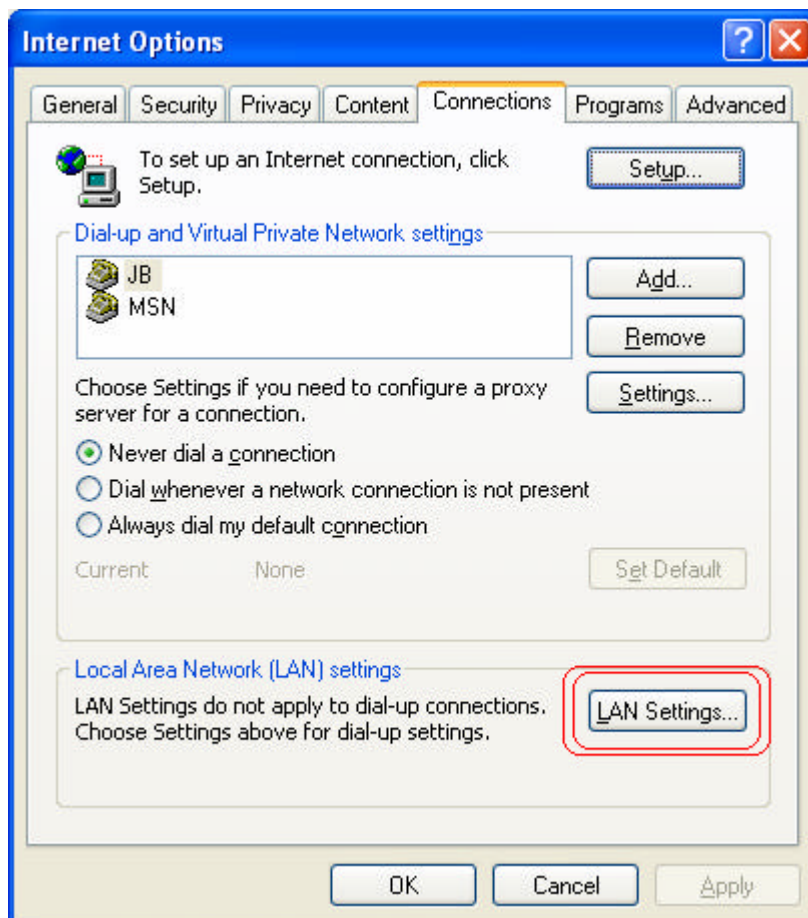 Internet Options
?
General Security Privacy Content Connections Programs Advanced
To set up an Internet connection, click
Setup.
Setup...
Dial-up and Virtual Private Network settings
JB
MSN
Add...
Remove
Choose Settings if you need to configure a proxy
server for a connection.
Settings...
Never dial a connection
Dial whenever a network connection is not present
Always dial my default connection
Current None Set Default
Local Area Network (LAN) settings
LAN Settings do not apply to dial-up connections.
Choose Settings above for dial-up settings.
LAN Settings...
OK Cancel Apply